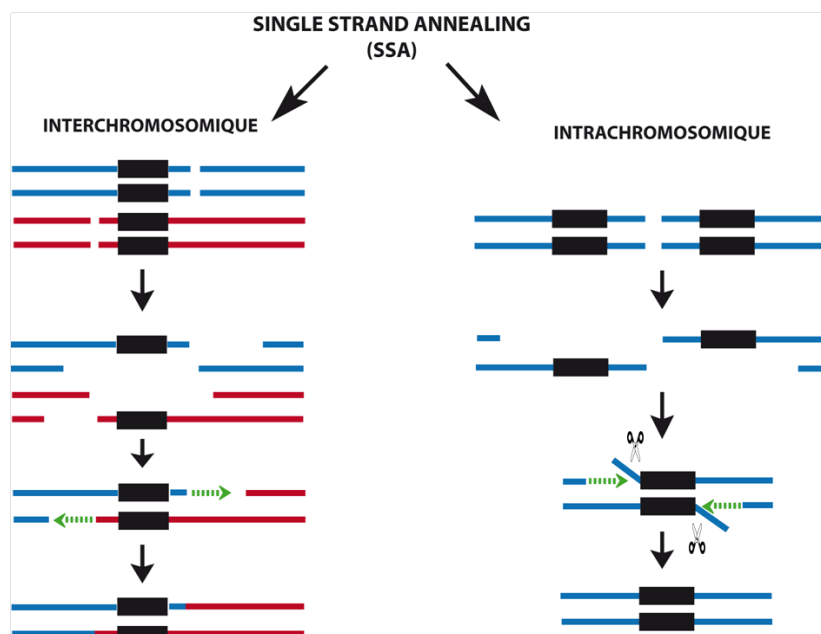 SINGLE STRAND ANNEALING
(SSA)
INTERCHROMOSOMIQUE
INTRACHROMOSOMIQUE